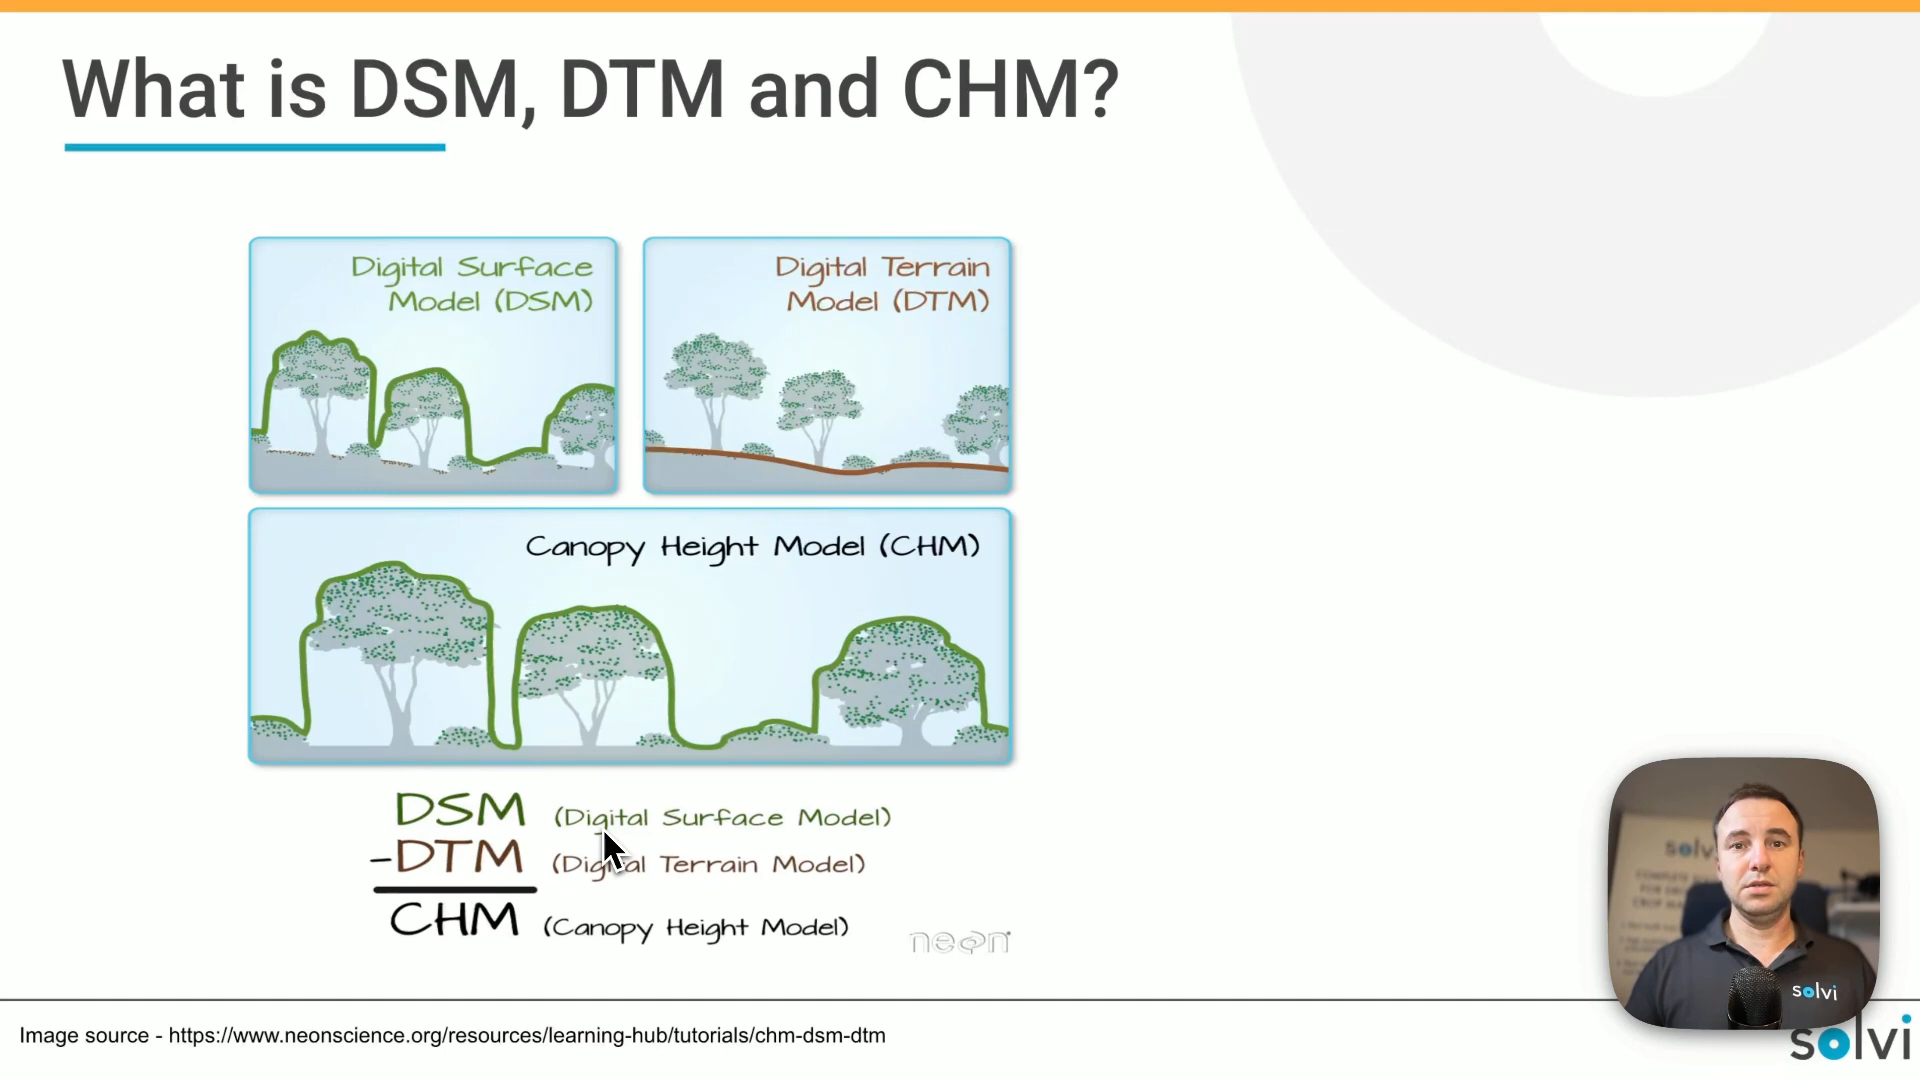 What is DSM, DTM and CHM?
Digital Surface
Model (DSM)
Digital Terrain
Model (DTM)
Canopy Height Model (CHM)
DSM (Digital Surface Model)
-DTM (Digital Terrain Model)
CHM (Canopy Height Model)
neon
solvi
solvi
Image source - https://www.neonscience.org/resources/learning-hub/tutorials/chm-dsm-dtm